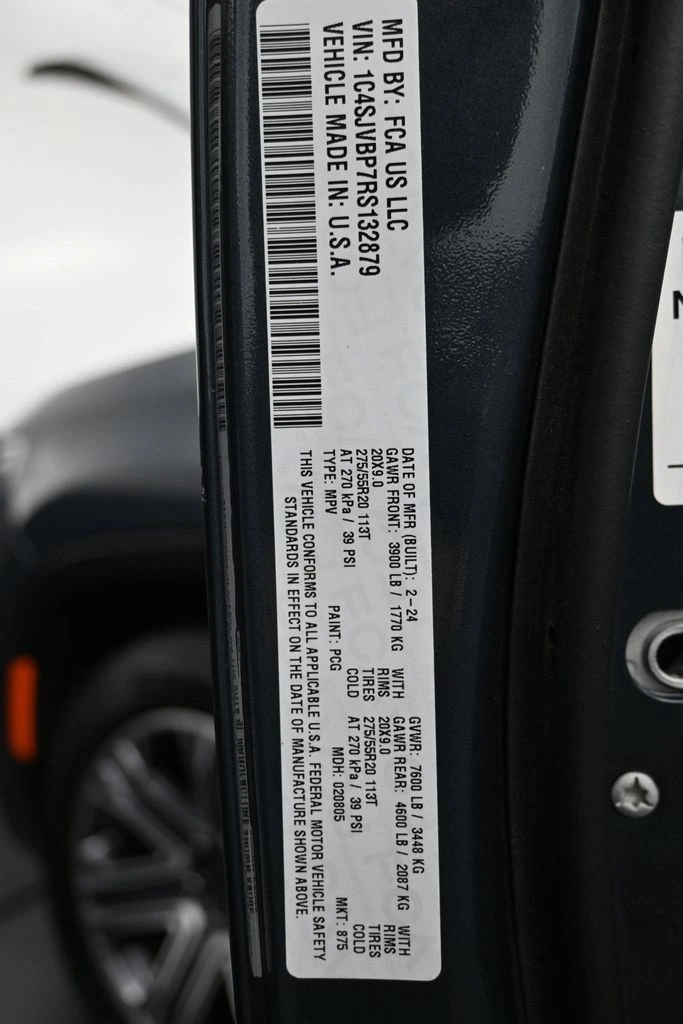 MFD BY: FCA US LLC
VIN: 1C4SJVBP7RS132879
VEHICLE MADE IN: U.S.A.
DATE OF MFR (BUILT): 2-24 GVWR: 7600 LB / 3448 KG
GAWR FRONT: 3900 LB / 1770 KG WITH GAWR REAR: 4600 LB / 2087 KG WITH
20X9.0 RIMS 20X9.0 RIMS
275/55R20 113T TIRES 275/55R20 113T TIRES
AT 270 kPa / 39 PSI COLD AT 270 kPa / 39 PSI COLD
TYPE: MPV PAINT: PCG MDH: 020805 MKT: 875
THIS VEHICLE CONFORMS TO ALL APPLICABLE U.S.A. FEDERAL MOTOR VEHICLE SAFETY
STANDARDS IN EFFECT ON THE DATE OF MANUFACTURE SHOWN ABOVE.